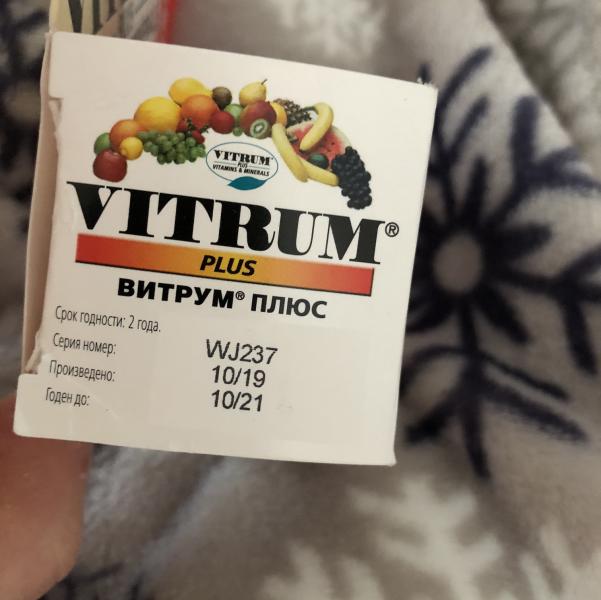 VITRUM®
PLUS
VITAMINS & MINERALS
VITRUM®
PLUS
ВИТРУМ® ПЛЮС
Срок годности: 2 года.
Серия номер: WJ237
Произведено: 10/19
Годен до: 10/21